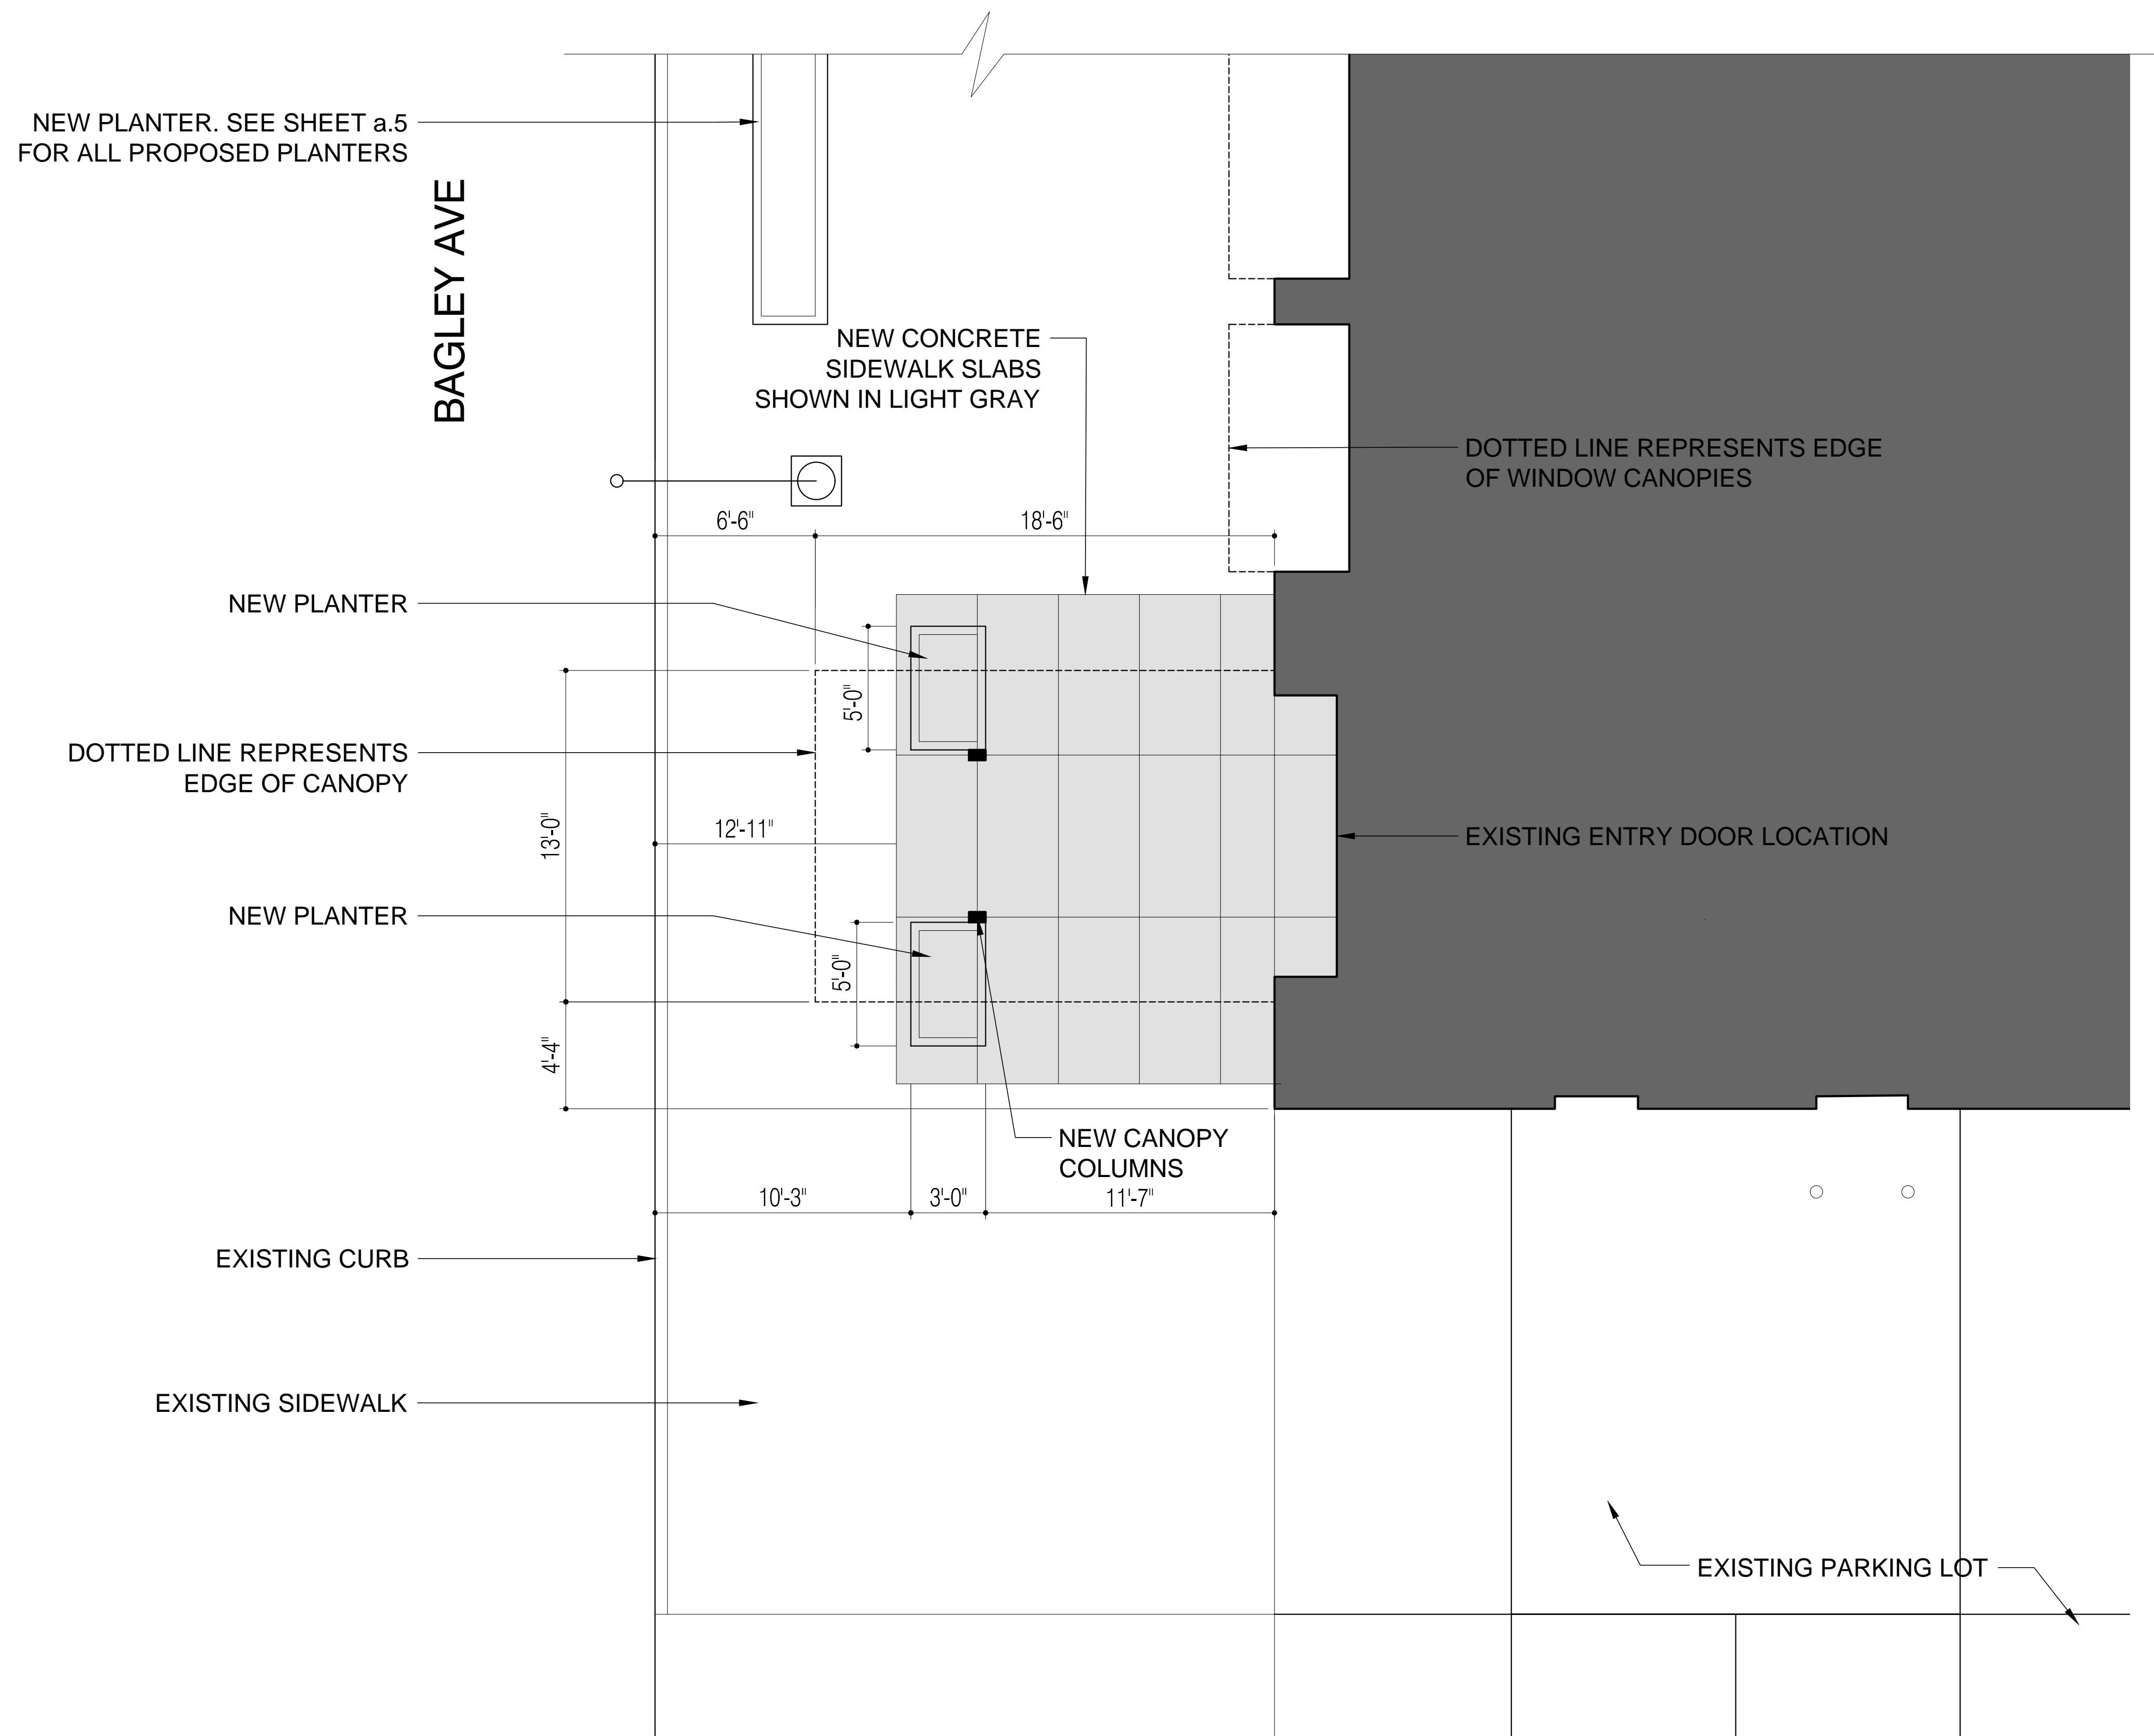 NEW PLANTER. SEE SHEET a.5
FOR ALL PROPOSED PLANTERS
BAGLEY AVE
NEW CONCRETE
SIDEWALK SLABS
SHOWN IN LIGHT GRAY
DOTTED LINE REPRESENTS EDGE
OF WINDOW CANOPIES
6'-6"
18'-6"
NEW PLANTER
5'-0"
DOTTED LINE REPRESENTS
EDGE OF CANOPY
13'-0"
12'-11"
EXISTING ENTRY DOOR LOCATION
NEW PLANTER
5'-0"
4'-4"
NEW CANOPY
COLUMNS
10'-3"
3'-0"
11'-7"
EXISTING CURB
EXISTING SIDEWALK
EXISTING PARKING LOT